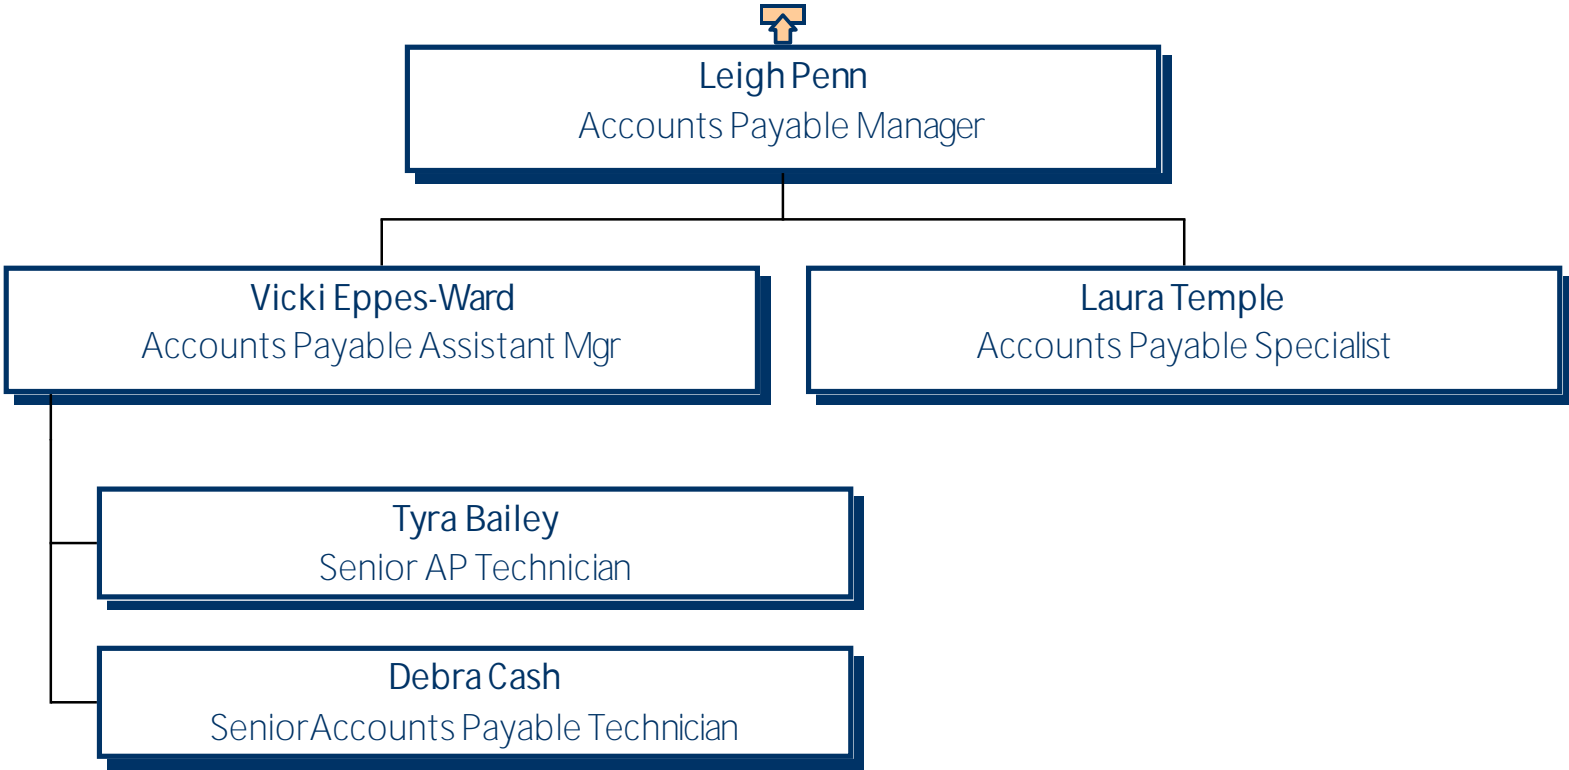 Leigh Penn
Accounts Payable Manager
Vicki Eppes-Ward
Accounts Payable Assistant Mgr
Laura Temple
Accounts Payable Specialist
Tyra Bailey
Senior AP Technician
Debra Cash
Senior Accounts Payable Technician